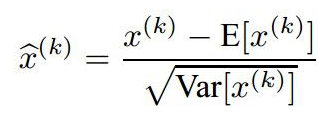 x̂^(k) = (x^(k) − E[x^(k)]) / √(Var[x^(k)])